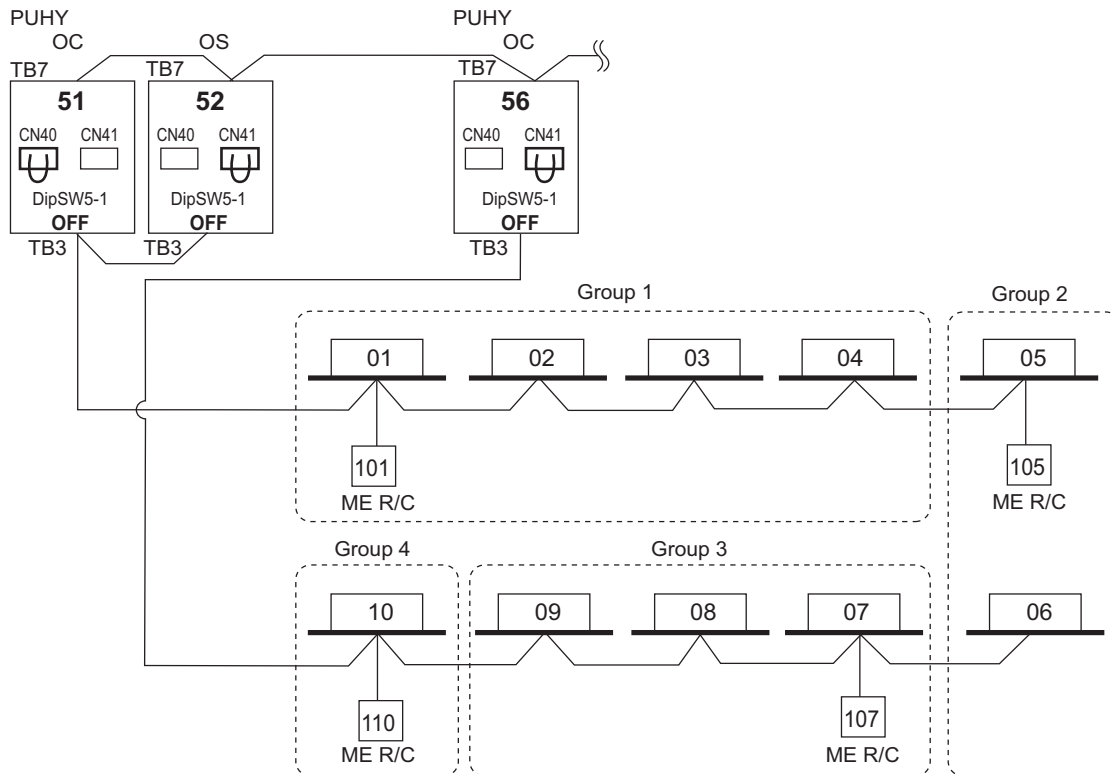 PUHY
PUHY
OC
OS
OC
TB7
TB7
TB7
51
52
56
CN40
CN41
CN40
CN41
CN40
CN41
DipSW5-1
DipSW5-1
DipSW5-1
OFF
OFF
OFF
TB3
TB3
TB3
Group 1
Group 2
01
02
03
04
05
101
105
ME R/C
ME R/C
Group 4
Group 3
10
09
08
07
06
110
107
ME R/C
ME R/C